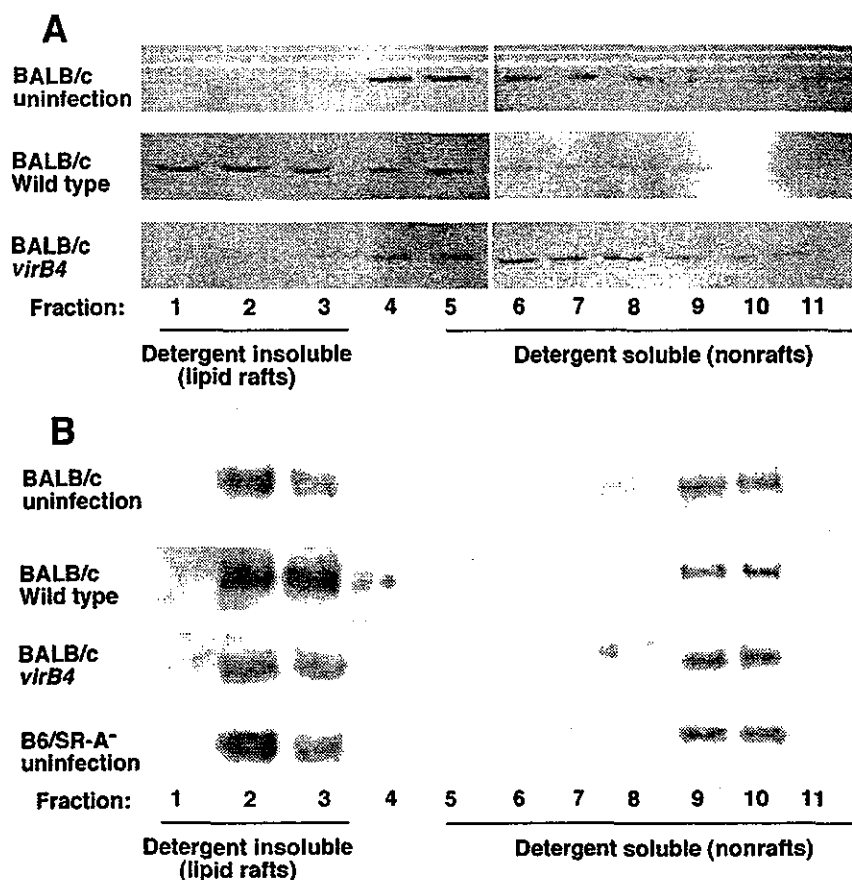 A
BALB/c
uninfection
BALB/c
Wild type
BALB/c
virB4
Fraction: 1 2 3 4 5 6 7 8 9 10 11
Detergent insoluble
(lipid rafts)
Detergent soluble (nonrafts)
B
BALB/c
uninfection
BALB/c
Wild type
BALB/c
virB4
B6/SR-A-
uninfection
Fraction: 1 2 3 4 5 6 7 8 9 10 11
Detergent insoluble
(lipid rafts)
Detergent soluble (nonrafts)